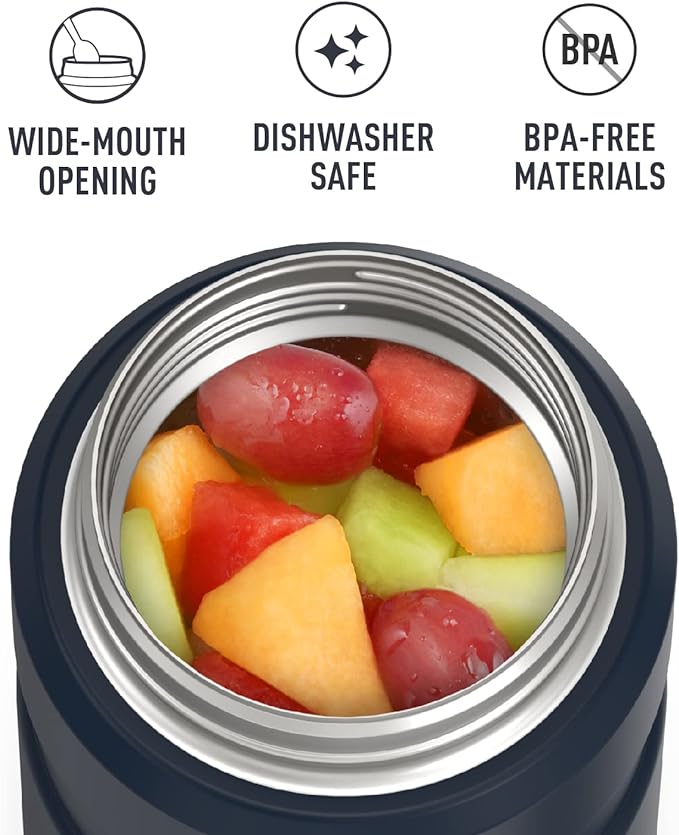 BPA
WIDE-MOUTH
OPENING
DISHWASHER
SAFE
BPA-FREE
MATERIALS